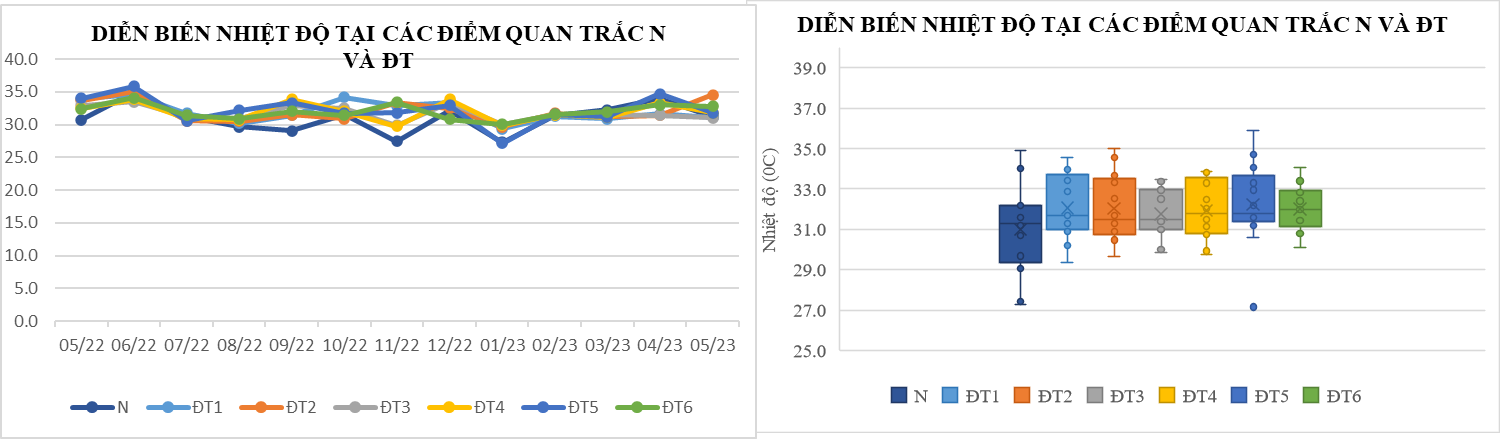 DIỄN BIẾN NHIỆT ĐỘ TẠI CÁC ĐIỂM QUAN TRẮC N
VÀ ĐT
40.0
35.0
30.0
25.0
20.0
15.0
10.0
5.0
0.0
05/22 06/22 07/22 08/22 09/22 10/22 11/22 12/22 01/23 02/23 03/23 04/23 05/23
N ĐT1 ĐT2 ĐT3 ĐT4 ĐT5 ĐT6
DIỄN BIẾN NHIỆT ĐỘ TẠI CÁC ĐIỂM QUAN TRẮC N VÀ ĐT
Nhiệt độ (0C)
39.0
37.0
35.0
33.0
31.0
29.0
27.0
25.0
N ĐT1 ĐT2 ĐT3 ĐT4 ĐT5 ĐT6